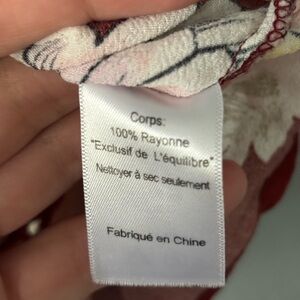 Corps:
100% Rayonne
"Exclusif de L'équilibre"
Nettoyer à sec seulement
Fabriqué en Chine